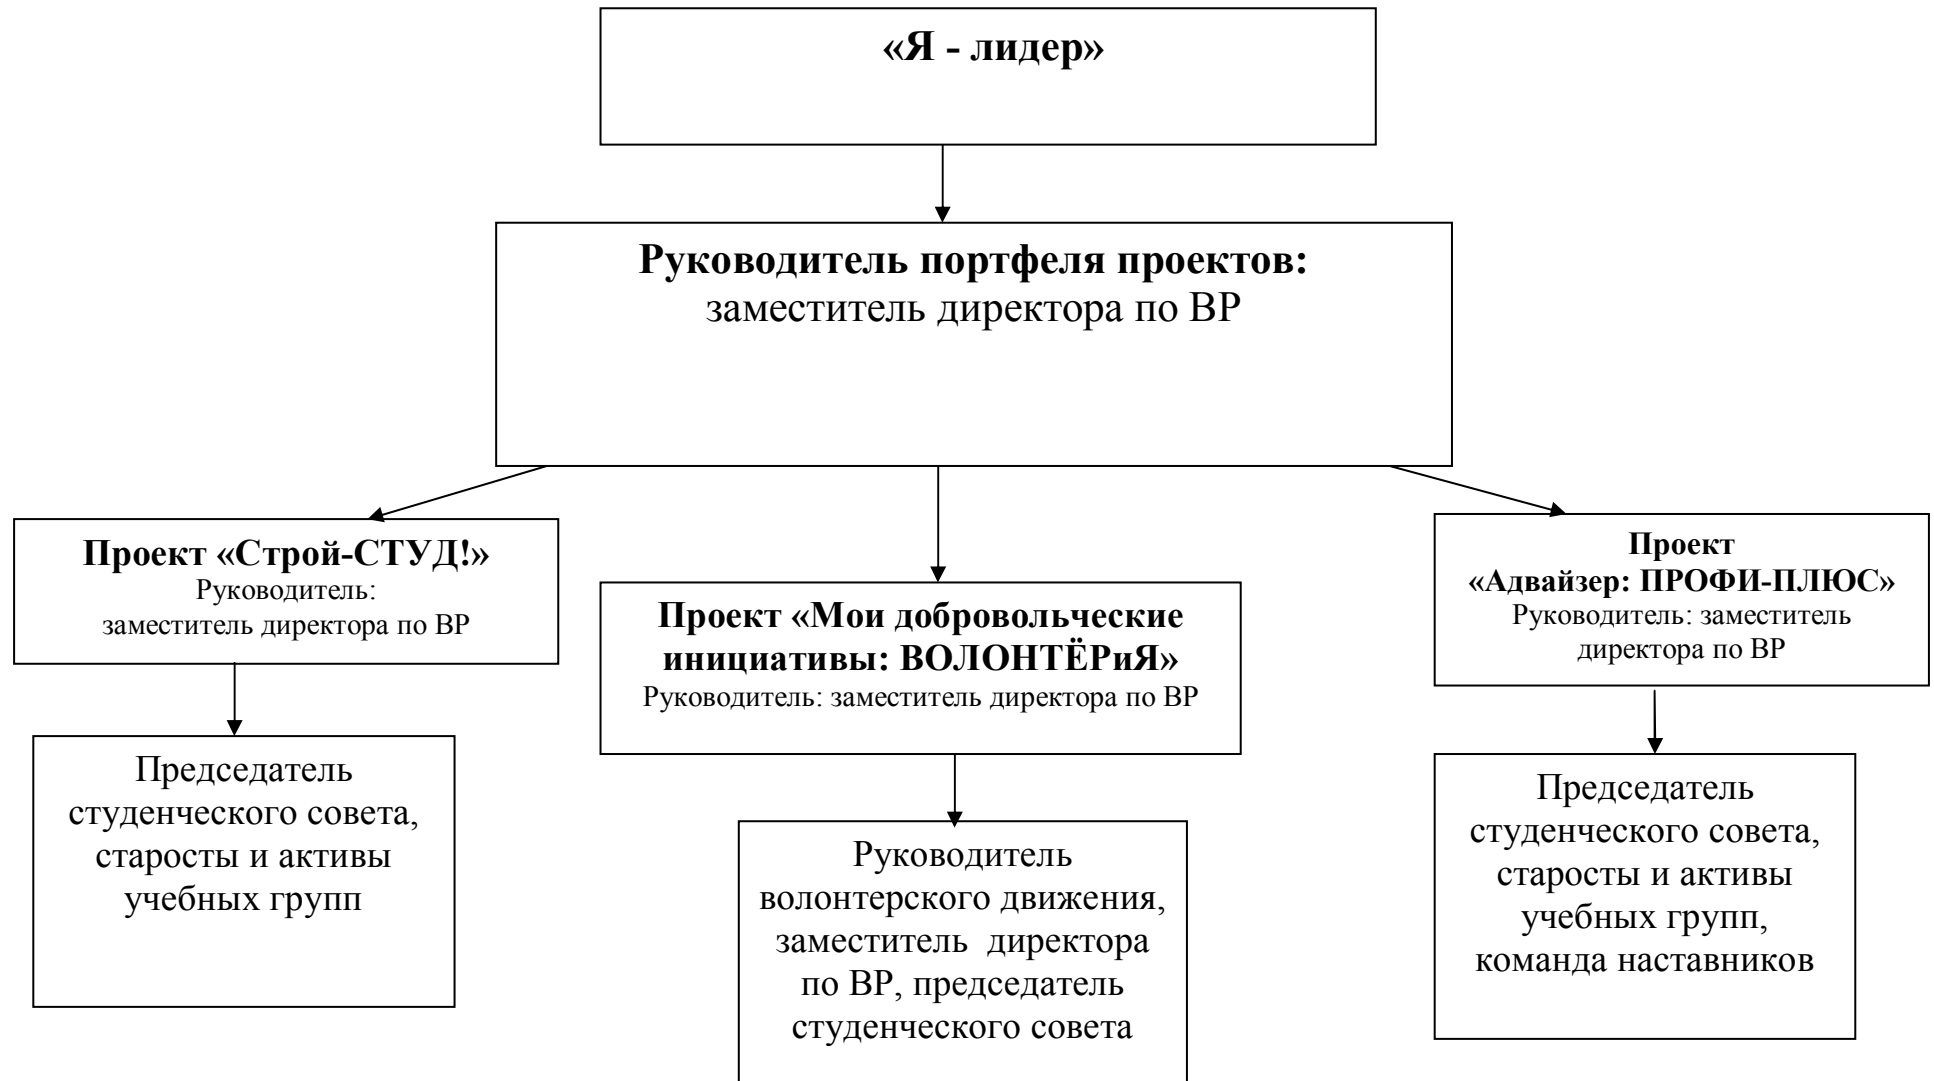 «Я - лидер»
Руководитель портфеля проектов:
заместитель директора по ВР
Проект «Строй-СТУД!»
Руководитель:
заместитель директора по ВР
Проект «Мои добровольческие
инициативы: ВОЛОНТЁРиЯ»
Руководитель: заместитель директора по ВР
Проект
«Адвайзер: ПРОФИ-ПЛЮС»
Руководитель: заместитель
директора по ВР
Председатель
студенческого совета,
старосты и активы
учебных групп
Руководитель
волонтерского движения,
заместитель  директора
по ВР, председатель
студенческого совета
Председатель
студенческого совета,
старосты и активы
учебных групп,
команда наставников